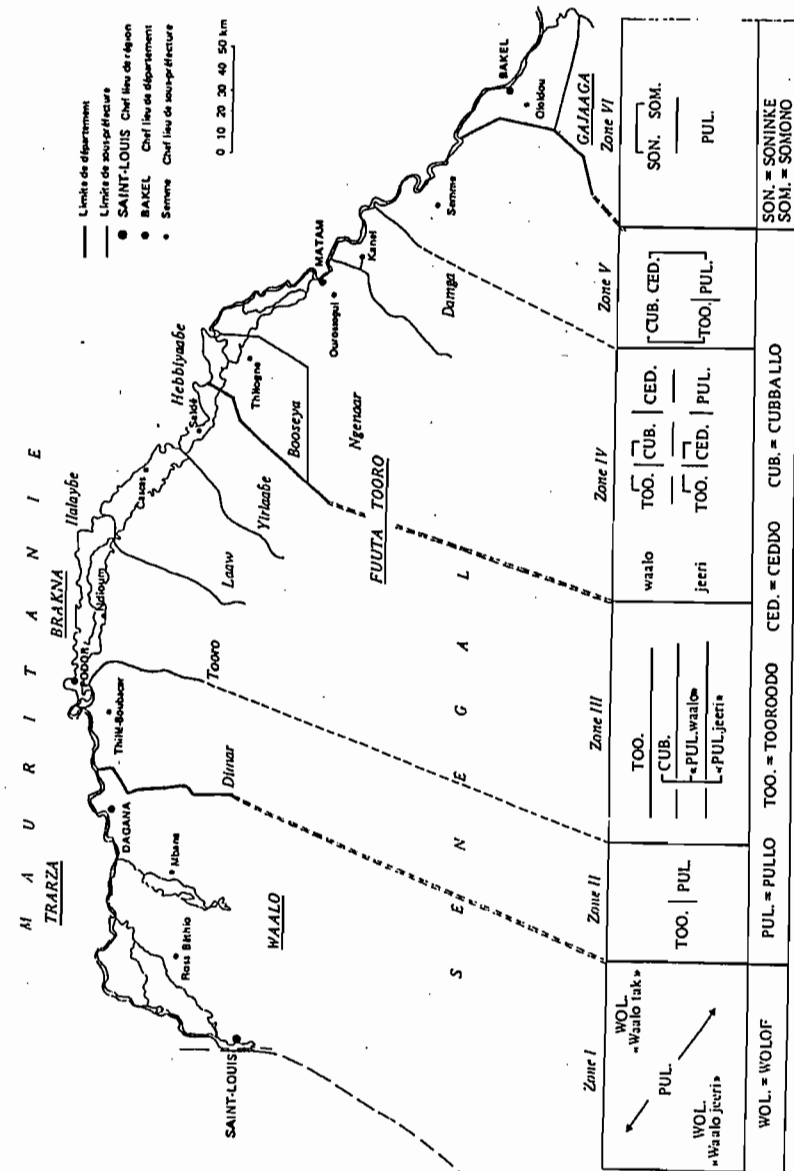 M A U R I T A N I E
TRARZA
BRAKNA
Limite de département
Limite de sous-préfecture
SAINT-LOUIS Chef lieu de région
BAKEL Chef lieu de département
Semme Chef lieu de sous-préfecture
0 10 20 30 40 50 km
SAINT-LOUIS
Ross Béthio
Mbane
DAGANA
Thillé-Boubacar
PODOR
Ndioum
Ilalaybe
Cascas
Saldé
Hebbiyaabe
Thilogne
MATAM
Ourossogui
Kanel
Semme
BAKEL
WAALO
Dimar
Tooro
Laaw
Yirlaabe
Booseya
Ngenaar
Damga
FUUTA TOORO
GAJAAGA
S E N E G A L
Zone I
Zone II
Zone III
Zone IV
Zone V
Zone VI
WOL.
«Waalo tak»
PUL.
WOL.
«Waalo jeeri»
TOO. | PUL.
TOO.
CUB.
«PUL.waalo»
«PUL.jeeri»
waalo TOO. | CUB. | CED.
jeeri TOO. | CED. | PUL.
CUB. CED.
TOO. | PUL.
SON. SOM.
PUL.
WOL. = WOLOF
PUL. = PULLO TOO. = TOOROODO CED. = CEDDO CUB. = CUBBALLO
SON. = SONINKE
SOM. = SOMONO